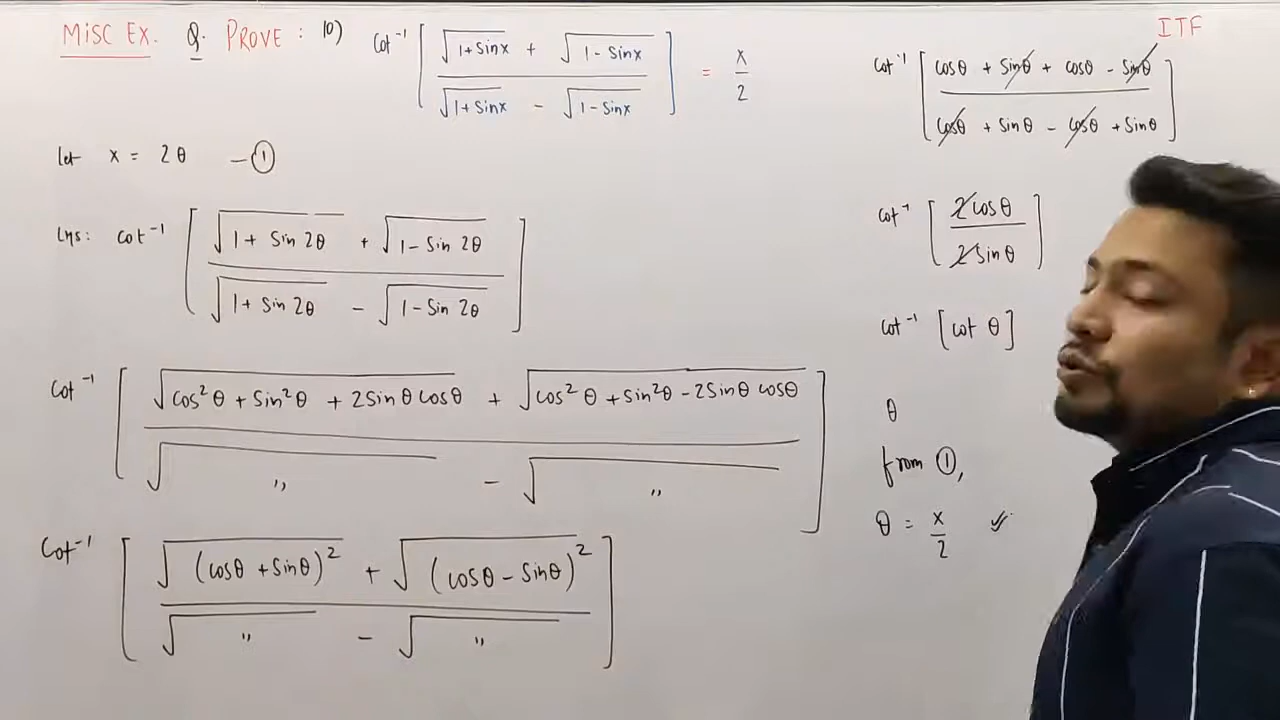 MISC EX. Q. PROVE : 10) Cot⁻¹ [ (√(1+Sinx) + √(1-Sinx)) / (√(1+Sinx) - √(1-Sinx)) ] = x/2
let x = 2θ -①
LHS: Cot⁻¹ [ (√(1+ Sin 2θ) + √(1- Sin 2θ)) / (√(1+ Sin 2θ) - √(1- Sin 2θ)) ]
Cot⁻¹ [ (√(cos²θ + Sin²θ + 2Sinθ cosθ) + √(cos²θ + sin²θ - 2Sinθ cosθ)) / (√( " ) - √( " )) ]
Cot⁻¹ [ (√(cosθ + Sinθ)² + √(cosθ - Sinθ)²) / (√( " ) - √( " )) ]
ITF
Cot⁻¹ [ (cosθ + Sinθ + cosθ - Sinθ) / (cosθ + Sinθ - cosθ + Sinθ) ]
Cot⁻¹ [ 2cosθ / 2Sinθ ]
Cot⁻¹ [cot θ]
θ
from ①,
θ = x/2